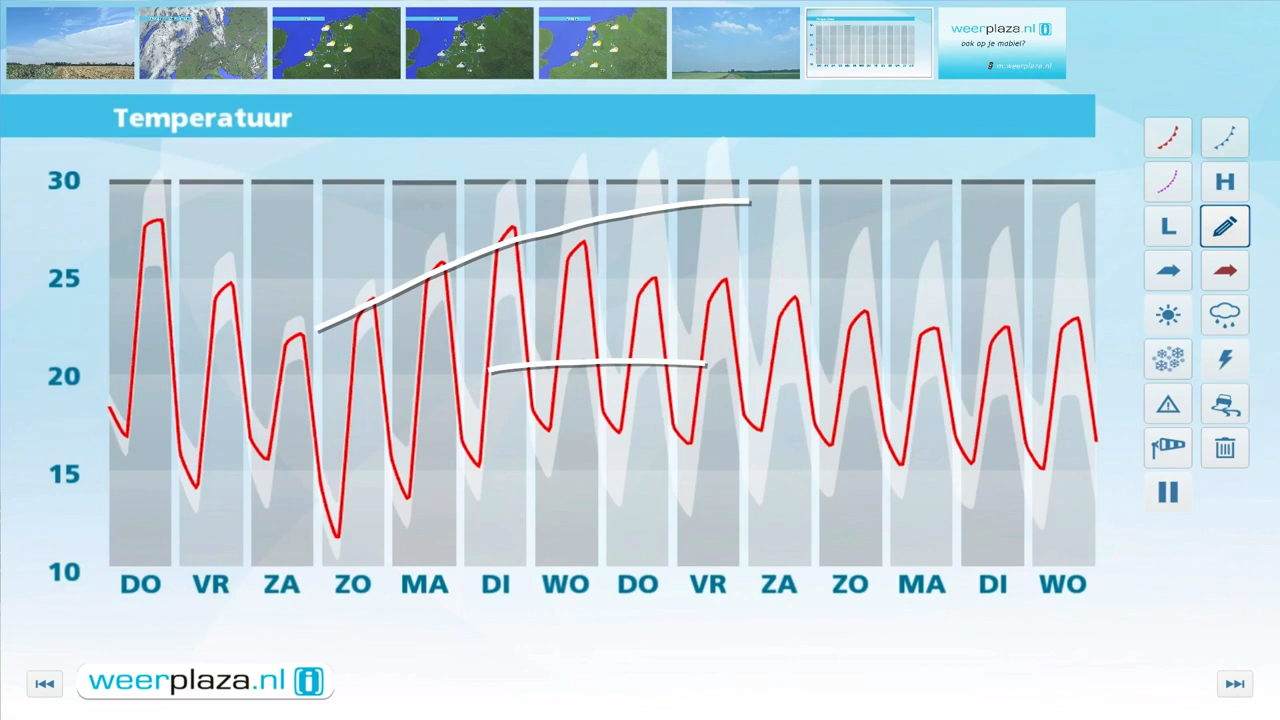 weerplaza.nl
ook op je mobiel?
m.weerplaza.nl
Temperatuur
30
25
20
15
10
DO VR ZA ZO MA DI WO DO VR ZA ZO MA DI WO
H
L
weerplaza.nl